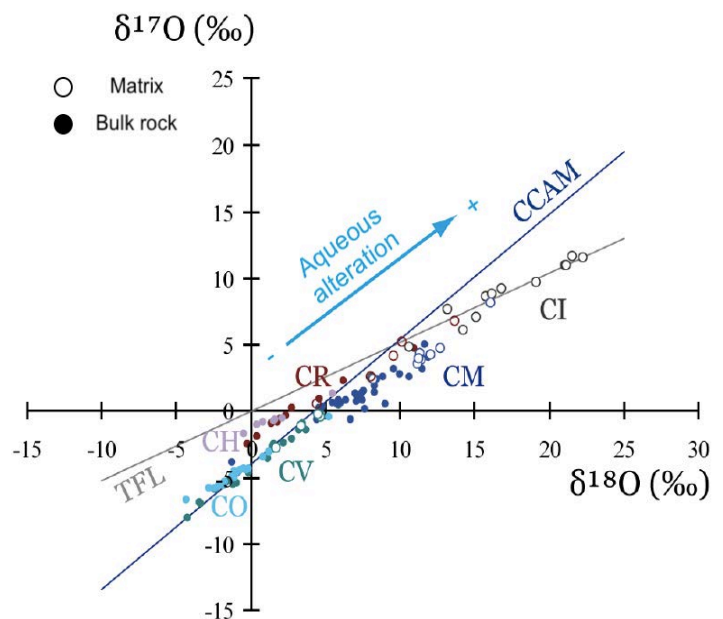 δ¹⁷O (‰)
Matrix
Bulk rock
25
20
15
10
5
0
-5
-10
-15
-15
-10
-5
0
5
10
15
20
25
30
δ¹⁸O (‰)
CCAM
Aqueous
alteration
+
-
CI
CR
CM
CH
CV
TFL
CO